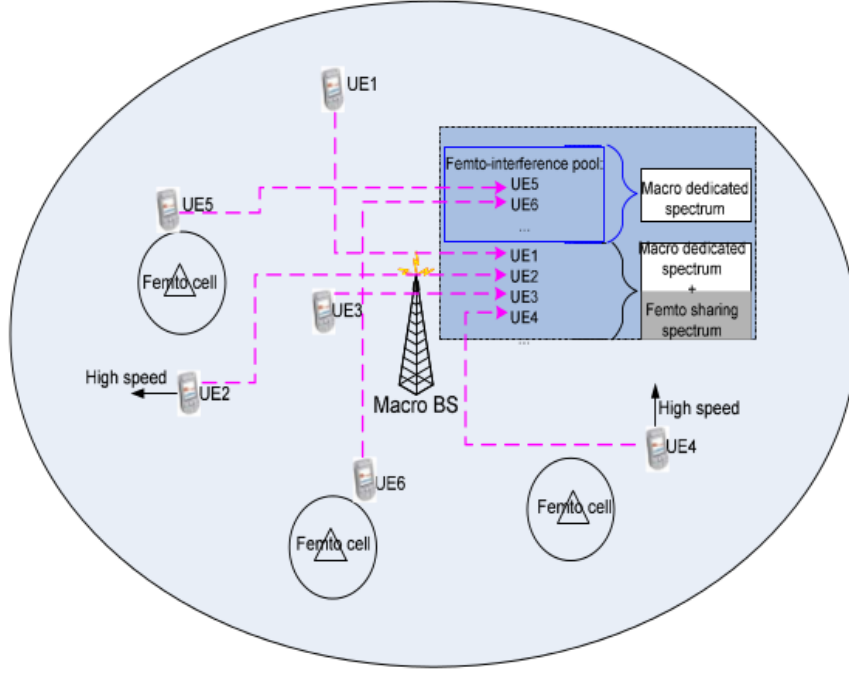 UE1
Femto-interference pool:
UE5
UE6
...
Macro dedicated
spectrum
UE5
Femto cell
UE1
UE2
UE3
UE4
...
Macro dedicated
spectrum
+
Femto sharing
spectrum
UE3
High speed
UE2
Macro BS
High speed
UE4
UE6
Femto cell
Femto cell